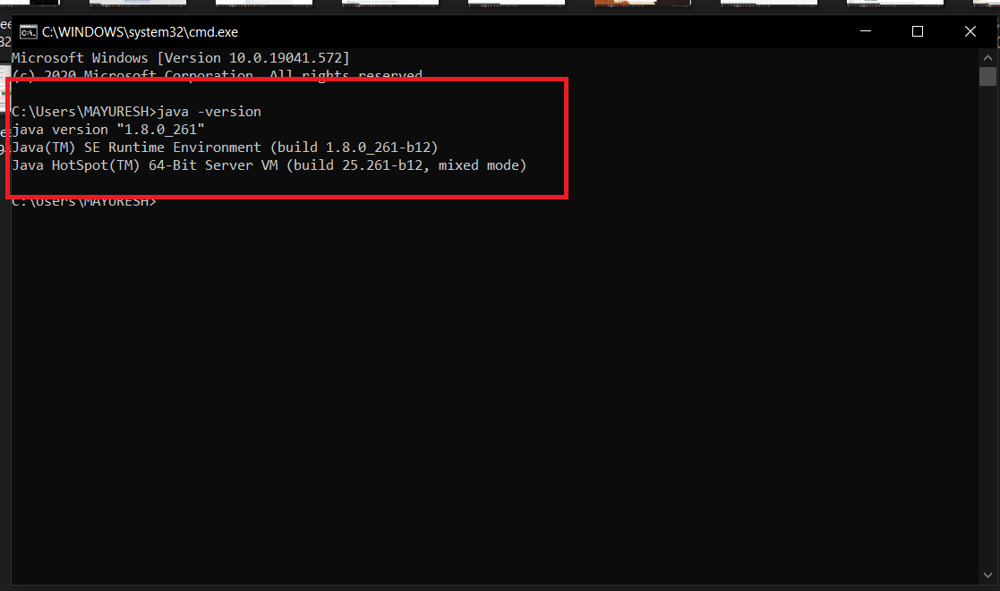 C:\WINDOWS\system32\cmd.exe
Microsoft Windows [Version 10.0.19041.572]
(c) 2020 Microsoft Corporation. All rights reserved.
C:\Users\MAYURESH>java -version
java version "1.8.0_261"
Java(TM) SE Runtime Environment (build 1.8.0_261-b12)
Java HotSpot(TM) 64-Bit Server VM (build 25.261-b12, mixed mode)
C:\Users\MAYURESH>